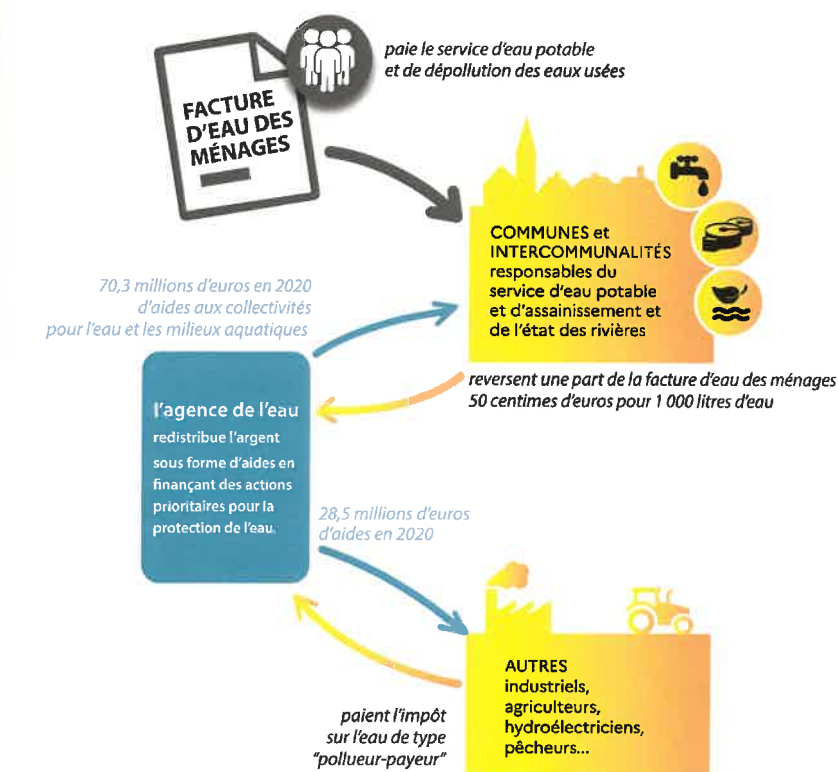 paie le service d'eau potable
et de dépollution des eaux usées
FACTURE
D'EAU DES
MÉNAGES
COMMUNES et
INTERCOMMUNALITÉS
responsables du
service d'eau potable
et d'assainissement et
de l'état des rivières
70,3 millions d'euros en 2020
d'aides aux collectivités
pour l'eau et les milieux aquatiques
reversent une part de la facture d'eau des ménages
50 centimes d'euros pour 1 000 litres d'eau
l'agence de l'eau
redistribue l'argent
sous forme d'aides en
finançant des actions
prioritaires pour la
protection de l'eau.
28,5 millions d'euros
d'aides en 2020
AUTRES
industriels,
agriculteurs,
hydroélectriciens,
pêcheurs...
paient l'impôt
sur l'eau de type
"pollueur-payeur"